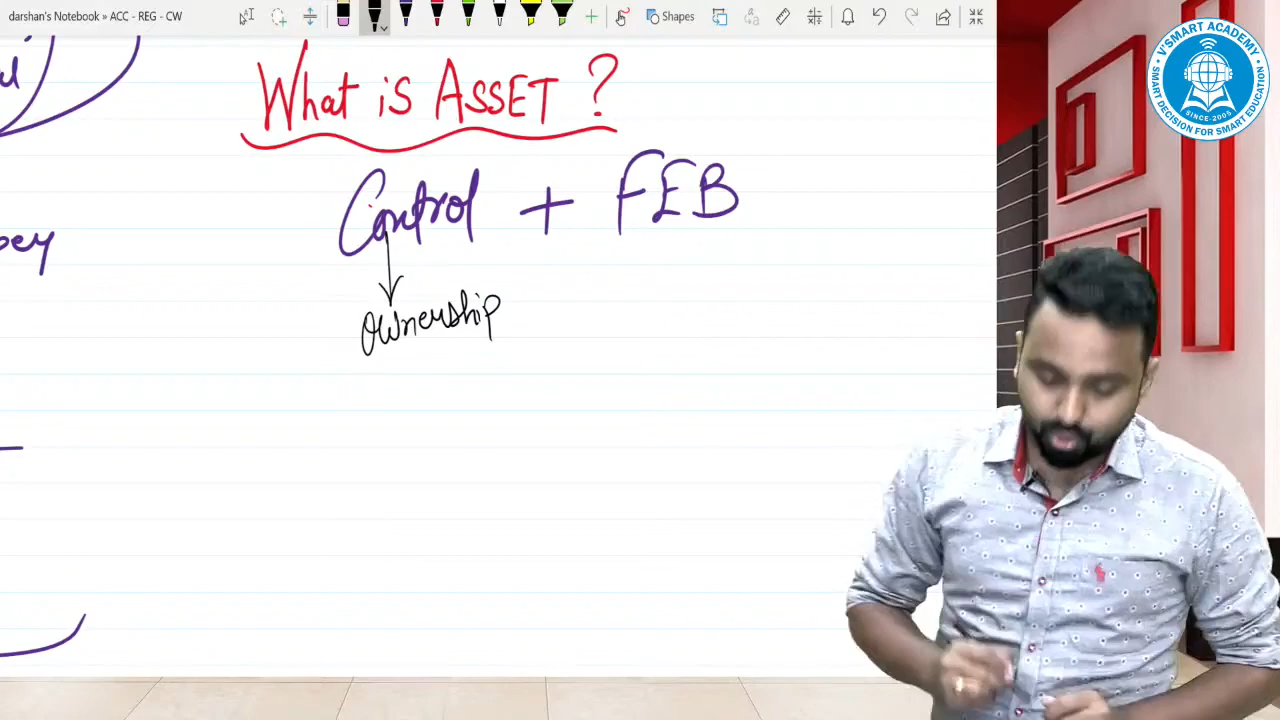 darshan's Notebook » ACC - REG - CW
Shapes
What is ASSET ?
Control + FEB
ownership
V'SMART ACADEMY
SMART DECISION FOR SMART EDUCATION
SINCE-2005